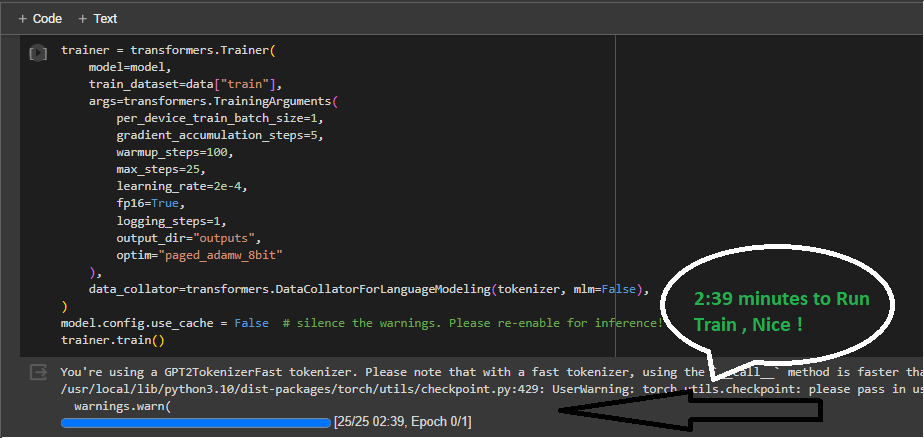 + Code + Text
trainer = transformers.Trainer(
    model=model,
    train_dataset=data["train"],
    args=transformers.TrainingArguments(
        per_device_train_batch_size=1,
        gradient_accumulation_steps=5,
        warmup_steps=100,
        max_steps=25,
        learning_rate=2e-4,
        fp16=True,
        logging_steps=1,
        output_dir="outputs",
        optim="paged_adamw_8bit"
    ),
    data_collator=transformers.DataCollatorForLanguageModeling(tokenizer, mlm=False),
)
model.config.use_cache = False  # silence the warnings. Please re-enable for inference!
trainer.train()
2:39 minutes to Run
Train , Nice !
You're using a GPT2TokenizerFast tokenizer. Please note that with a fast tokenizer, using the `__call__` method is faster tha
/usr/local/lib/python3.10/dist-packages/torch/utils/checkpoint.py:429: UserWarning: torch.utils.checkpoint: please pass in us
  warnings.warn(
[25/25 02:39, Epoch 0/1]